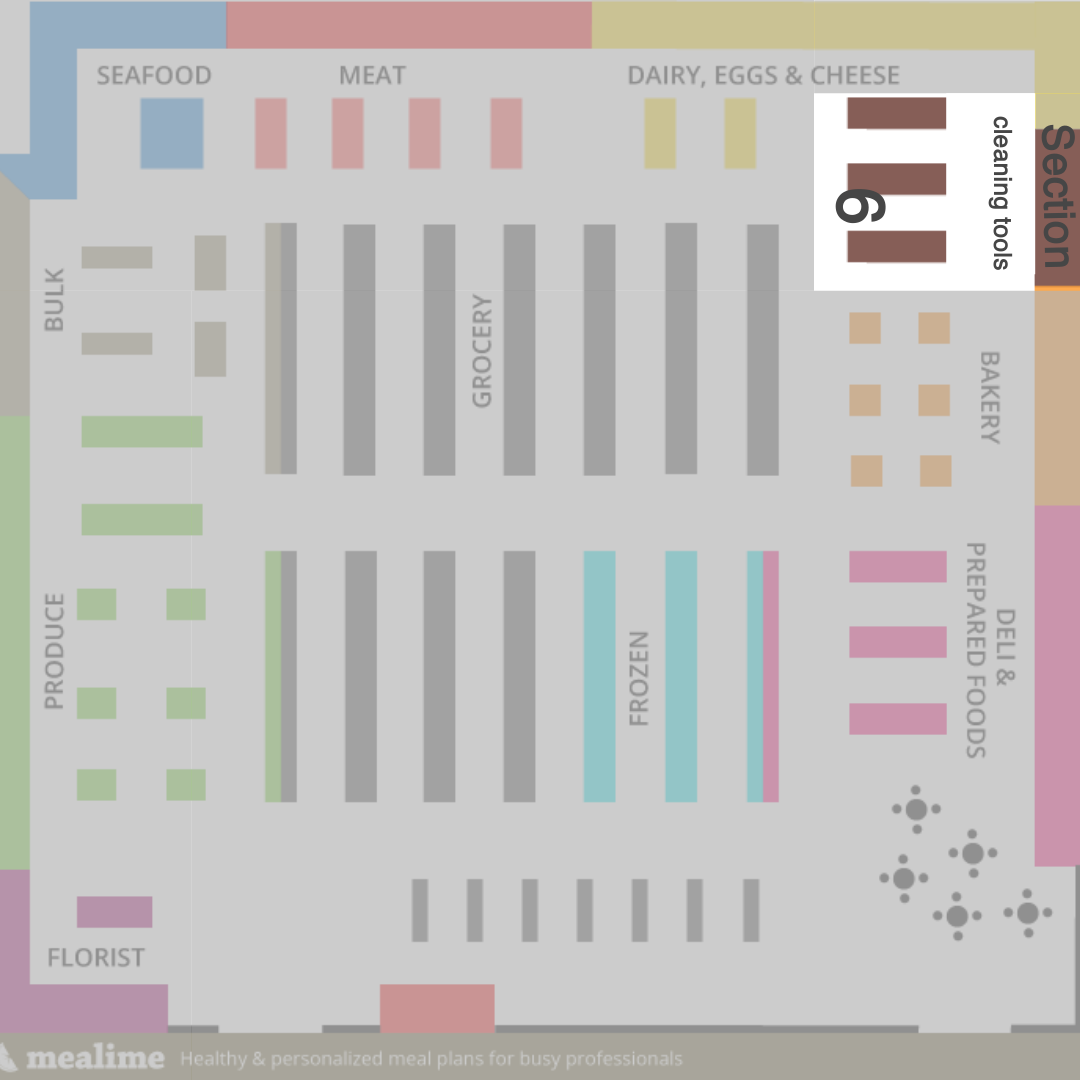 SEAFOOD
MEAT
DAIRY, EGGS & CHEESE
cleaning tools
Section
6
BULK
GROCERY
BAKERY
PRODUCE
FROZEN
DELI &
PREPARED FOODS
FLORIST
mealime
Healthy & personalized meal plans for busy professionals